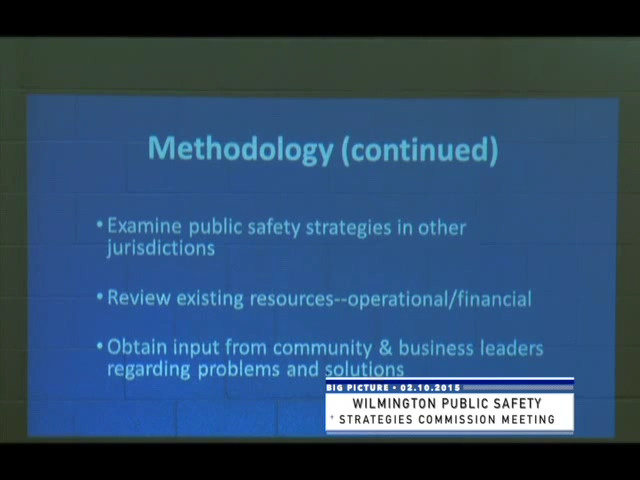 Methodology (continued)
• Examine public safety strategies in other
jurisdictions
• Review existing resources--operational/financial
• Obtain input from community & business leaders
regarding problems and solutions
BIG PICTURE • 02.10.2015
WILMINGTON PUBLIC SAFETY
STRATEGIES COMMISSION MEETING